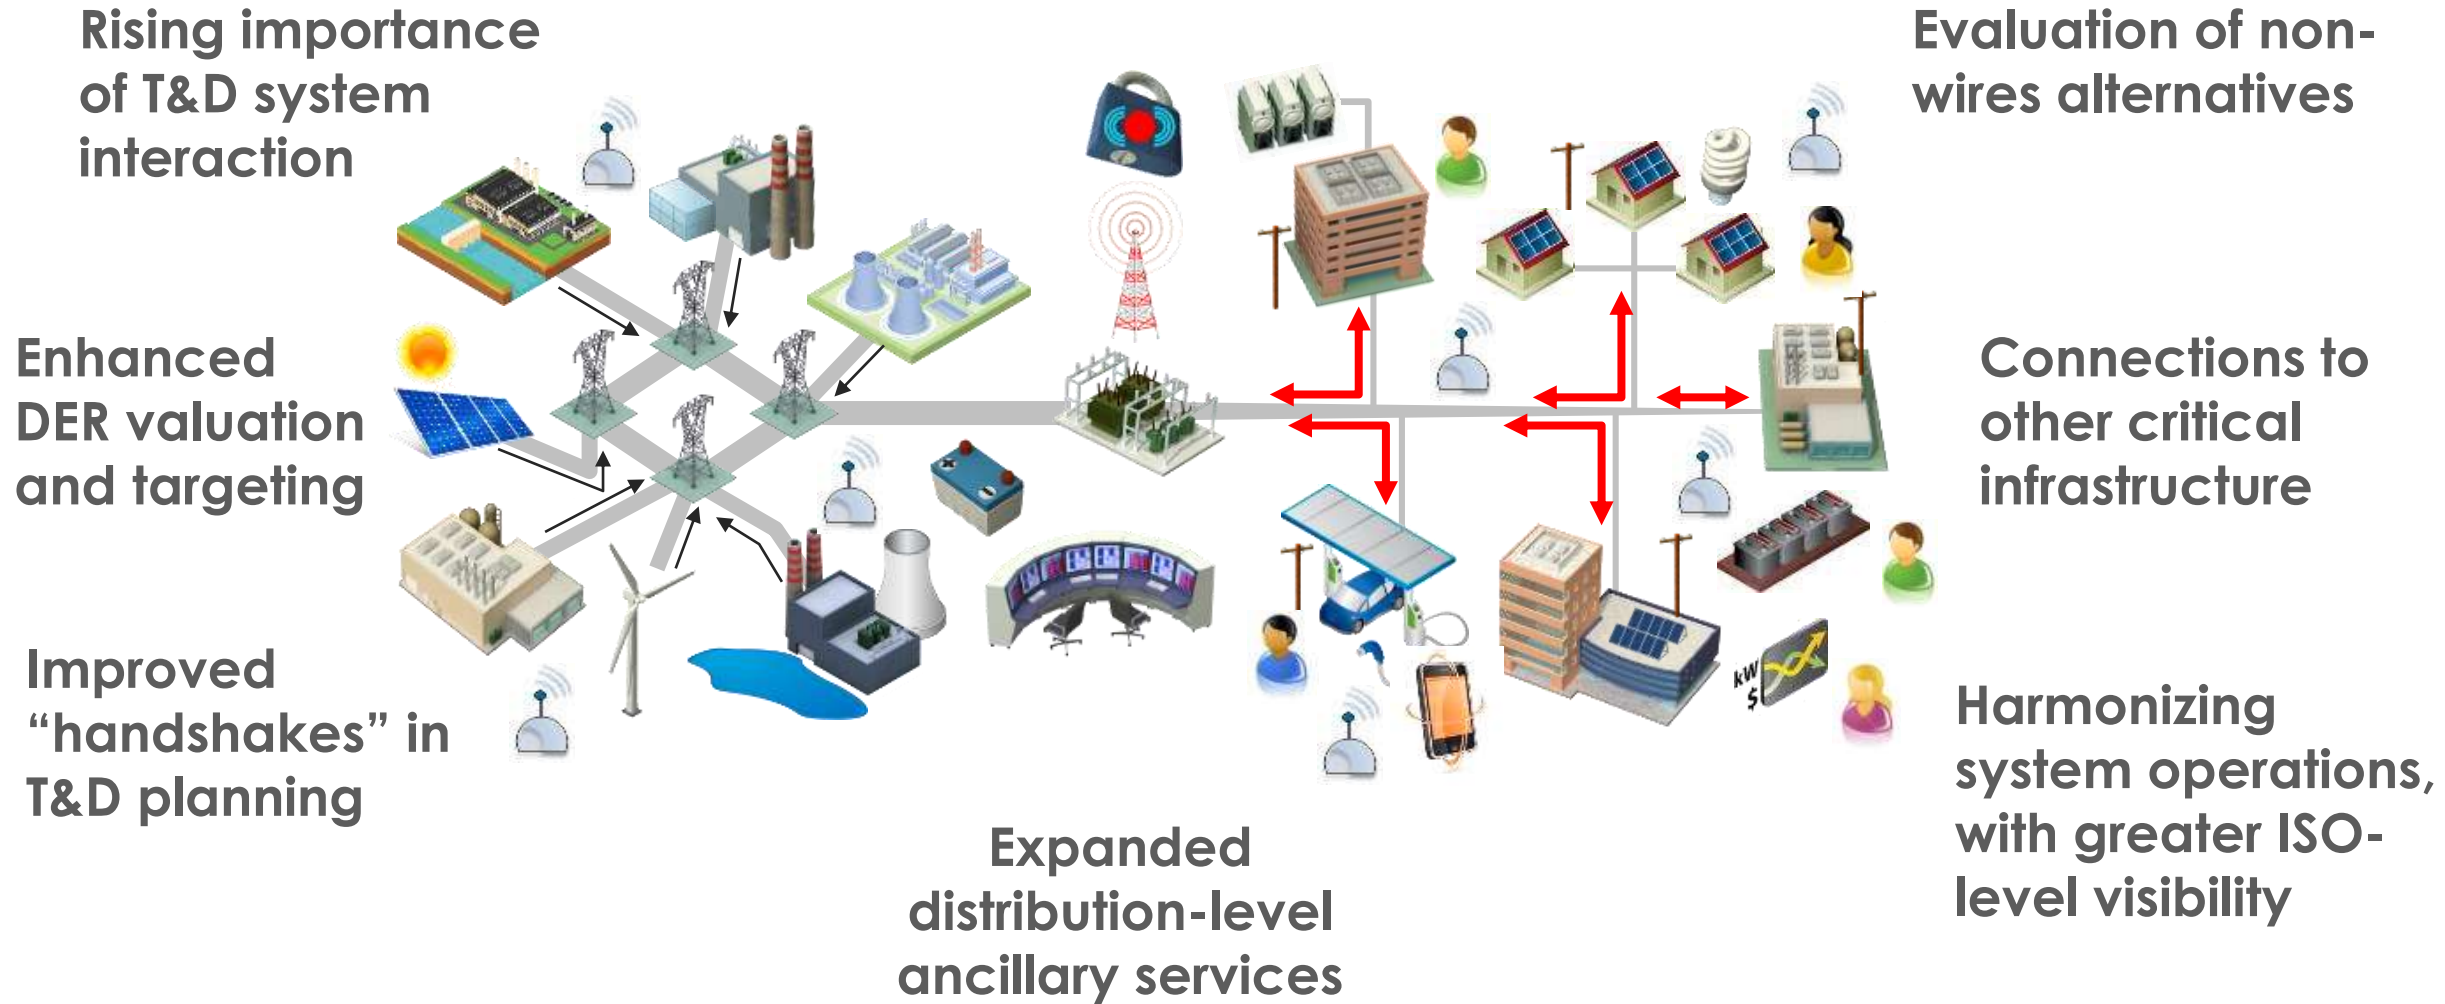 Rising importance
of T&D system
interaction
Evaluation of non-
wires alternatives
Enhanced
DER valuation
and targeting
Connections to
other critical
infrastructure
Improved
“handshakes” in
T&D planning
kW
$
Harmonizing
system operations,
with greater ISO-
level visibility
Expanded
distribution-level
ancillary services